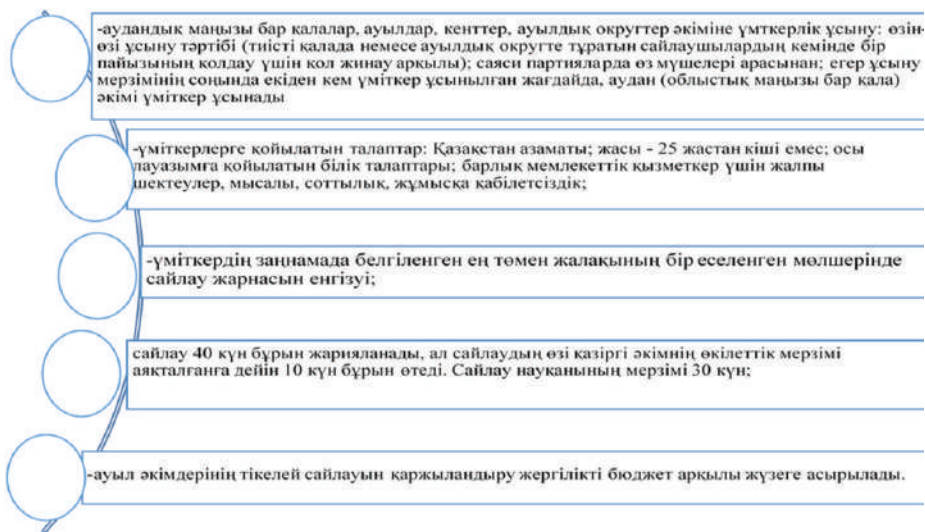 -аудандық маңызы бар қалалар, ауылдар, кенттер, ауылдық округтер әкіміне үмткерлік ұсыну: өзін-
өзі ұсыну тәртібі (тиісті қалада немесе ауылдық округте тұратын сайлаушылардың кемінде бір
пайызының қолдау үшін қол жинау арқылы); саяси партияларда өз мүшелері арасынан; егер ұсыну
мерзімінің соңында екіден кем үміткер ұсынылған жағдайда, аудан (облыстық маңызы бар қала)
әкімі үміткер ұсынады
-үміткерлерге қойылатын талаптар: Қазақстан азаматы; жасы - 25 жастан кіші емес; осы
лауазымға қойылатын білік талаптары; барлық мемлекеттік қызметкер үшін жалпы
шектеулер, мысалы, соттылық, жұмысқа қабілетсіздік;
-үміткердің заңнамада белгіленген ең төмен жалақының бір еселенген мөлшерінде
сайлау жарнасын енгізуі;
сайлау 40 күн бұрын жарияланады, ал сайлаудың өзі қазіргі әкімнің өкілеттік мерзімі
аяқталғанга дейін 10 күн бұрын өтеді. Сайлау науқанының мерзімі 30 күн;
-ауыл әкімдерінің тікелей сайлауын қаржыландыру жергілікті бюджет арқылы жүзеге асырылады.